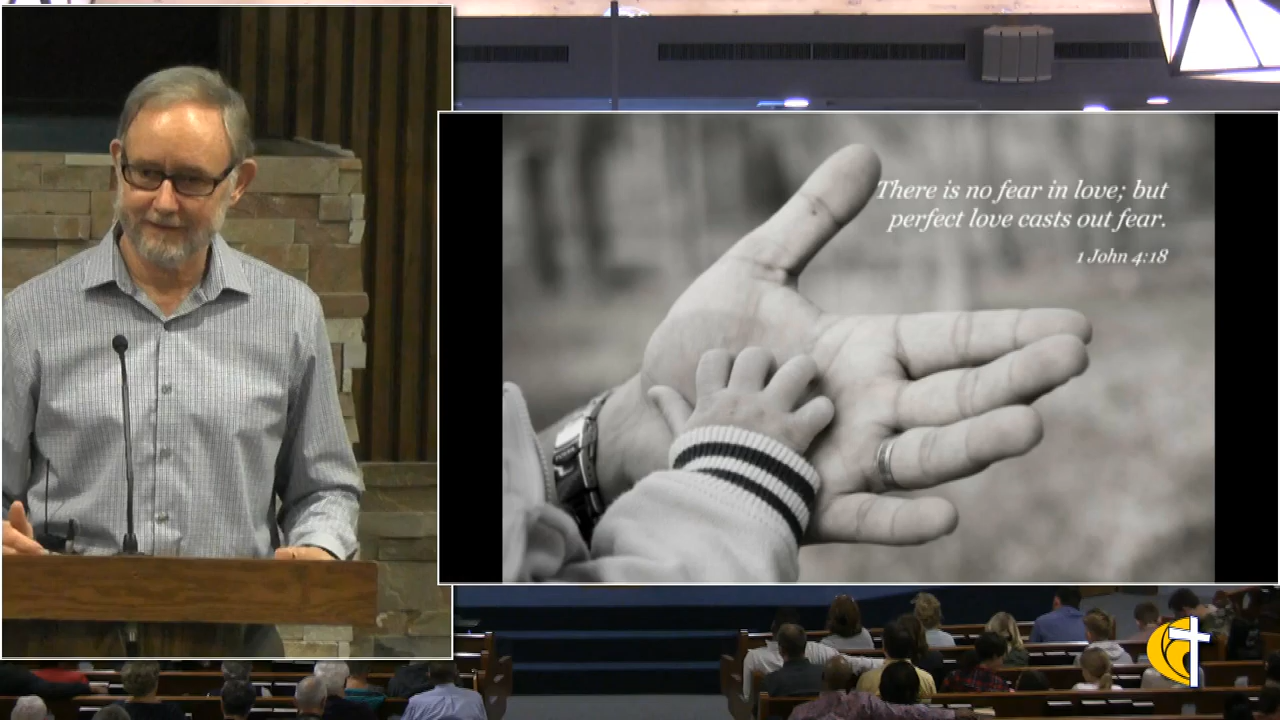 There is no fear in love; but
perfect love casts out fear.
1 John 4:18